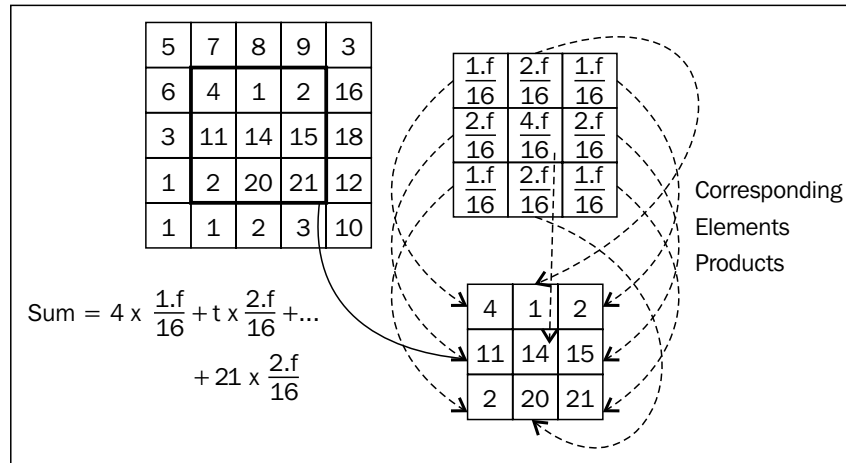 5 7 8 9 3
6 4 1 2 16
3 11 14 15 18
1 2 20 21 12
1 1 2 3 10
1.f/16 2.f/16 1.f/16
2.f/16 4.f/16 2.f/16
1.f/16 2.f/16 1.f/16
Corresponding
Elements
Products
4 1 2
11 14 15
2 20 21
Sum = 4 x 1.f/16 + t x 2.f/16 +...
+ 21 x 2.f/16